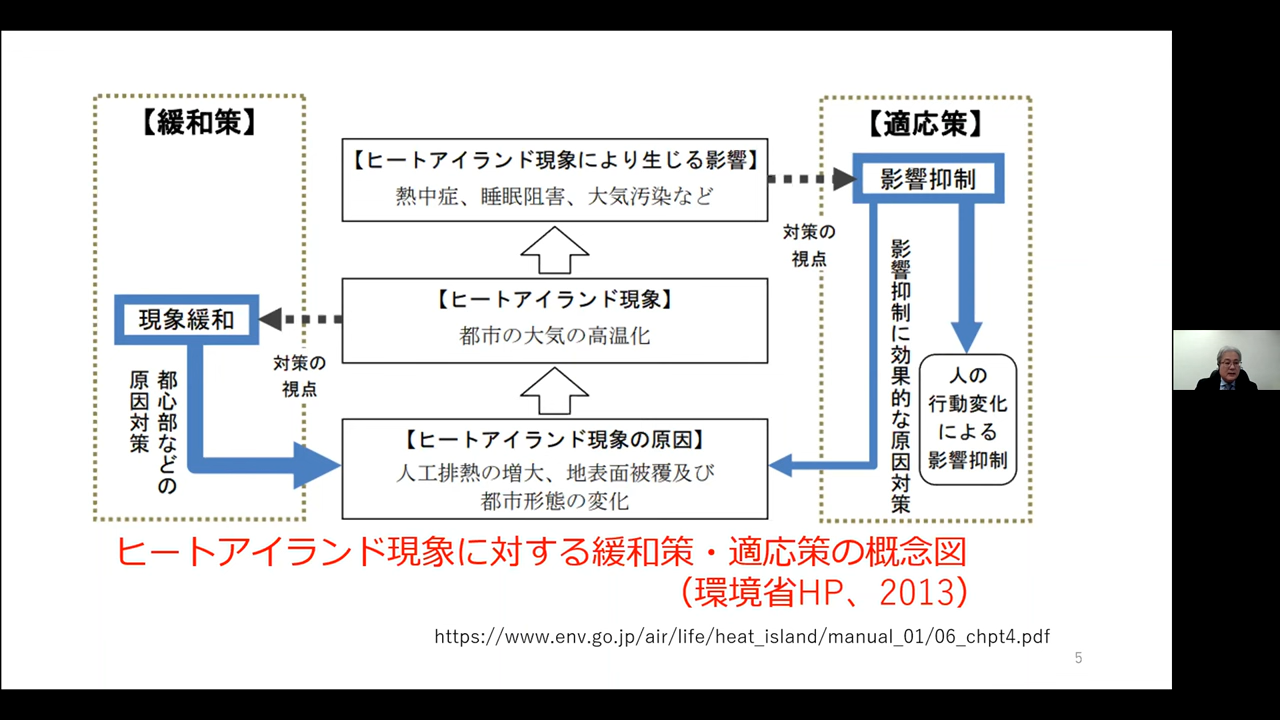 【緩和策】
現象緩和
都心部などの
原因対策
対策の
視点
【ヒートアイランド現象により生じる影響】
熱中症、睡眠阻害、大気汚染など
【ヒートアイランド現象】
都市の大気の高温化
【ヒートアイランド現象の原因】
人工排熱の増大、地表面被覆及び
都市形態の変化
対策の
視点
【適応策】
影響抑制
影響抑制に効果的な原因対策
人の
行動変化
による
影響抑制
ヒートアイランド現象に対する緩和策・適応策の概念図
（環境省HP、2013）
https://www.env.go.jp/air/life/heat_island/manual_01/06_chpt4.pdf
5